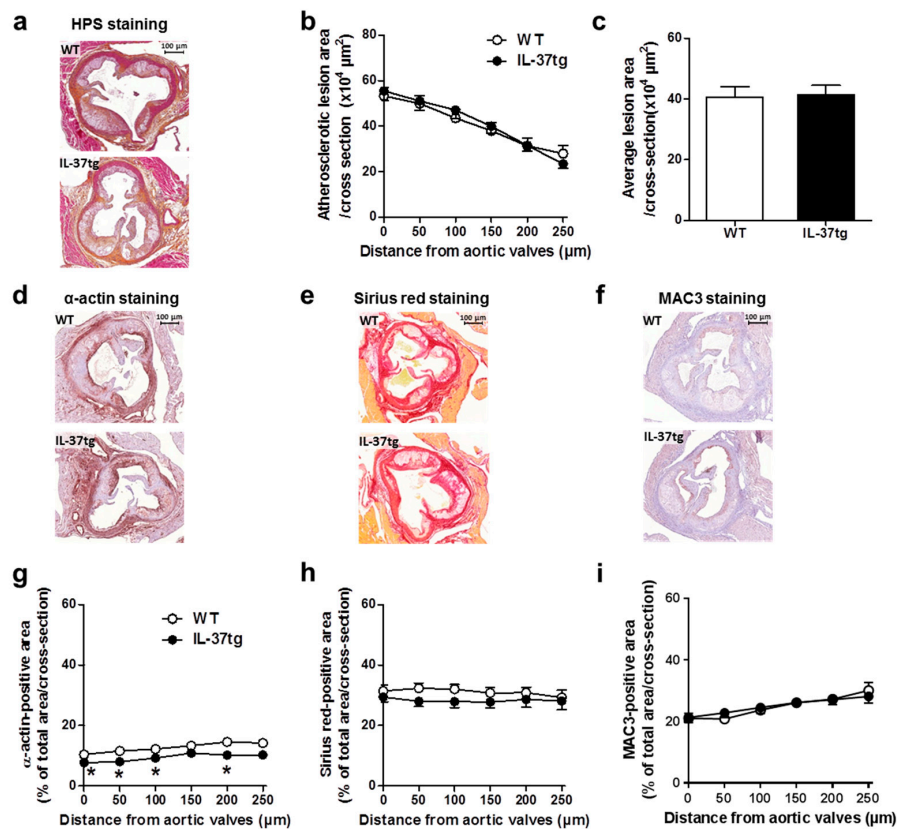 a
HPS staining
WT
100 µm
IL-37tg
b
Atherosclerotic lesion area
/cross section (x10⁴ µm²)
80
60
40
20
0
WT
IL-37tg
0 50 100 150 200 250
Distance from aortic valves (µm)
c
Average lesion area
/cross-section(x10⁴ µm²)
60
40
20
0
WT IL-37tg
d
α-actin staining
WT
100 µm
IL-37tg
e
Sirius red staining
WT
100 µm
IL-37tg
f
MAC3 staining
WT
100 µm
IL-37tg
g
α-actin-positive area
(% of total area/cross-section)
60
40
20
0
WT
IL-37tg
* * * *
0 50 100 150 200 250
Distance from aortic valves (µm)
h
Sirius red-positive area
(% of total area/cross-section)
60
40
20
0
0 50 100 150 200 250
Distance from aortic valves (µm)
i
MAC3-positive area
(% of total area/cross-section)
60
40
20
0
0 50 100 150 200 250
Distance from aortic valves (µm)